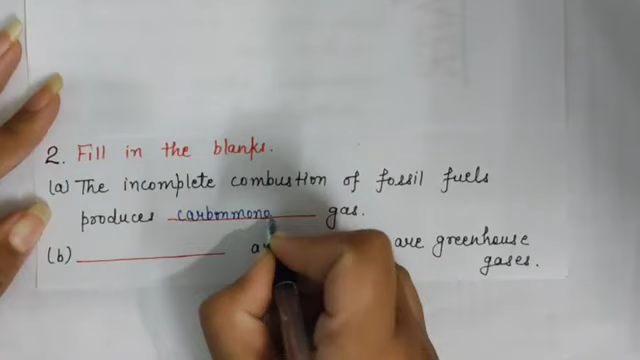 2. Fill in the blanks.
(a) The incomplete combustion of fossil fuels
produces carbonmono gas.
(b) are greenhouse
gases.